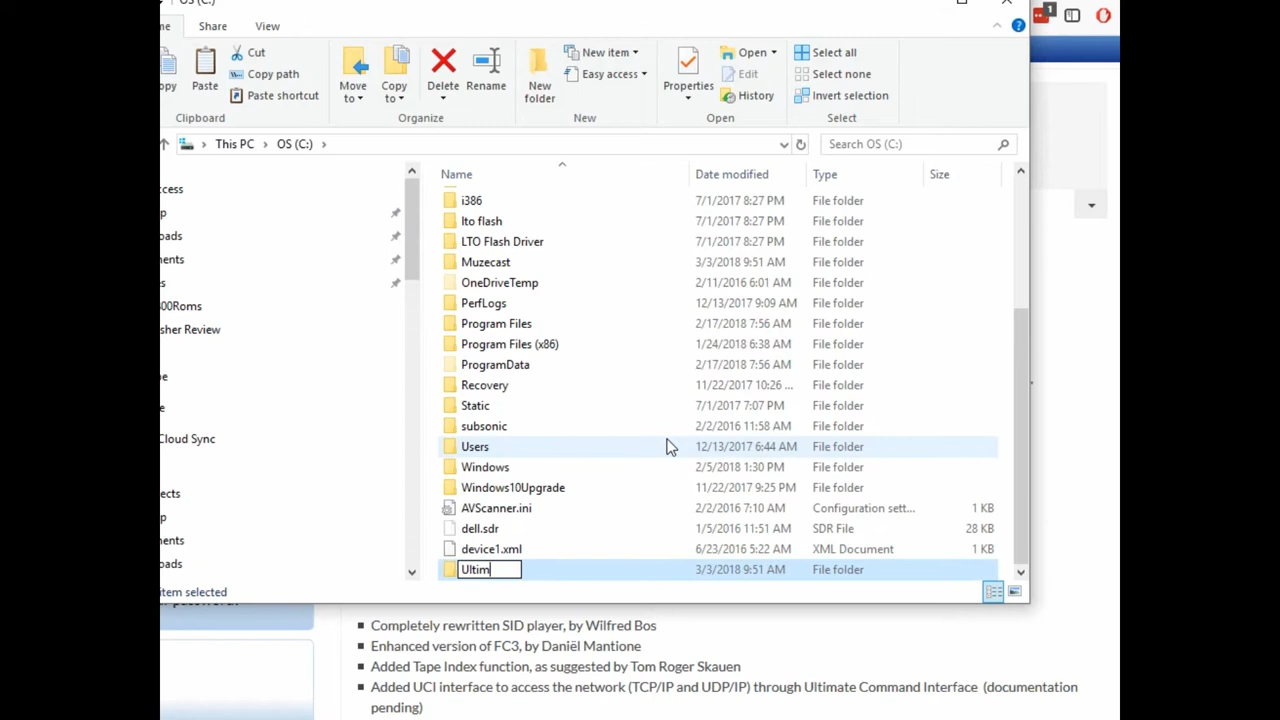 OS (C:)
1
me
Share
View
Cut
Copy path
Paste shortcut
opy
Paste
Clipboard
Move to
Copy to
Delete
Rename
Organize
New folder
New item
Easy access
New
Properties
Open
Edit
History
Open
Select all
Select none
Invert selection
Select
This PC > OS (C:) >
Search OS (C:)
ccess
p
oads
ments
s
00Roms
sher Review
e
e
Cloud Sync
ects
p
ments
oads
Name Date modified Type Size
i386 7/1/2017 8:27 PM File folder
lto flash 7/1/2017 8:27 PM File folder
LTO Flash Driver 7/1/2017 8:27 PM File folder
Muzecast 3/3/2018 9:51 AM File folder
OneDriveTemp 2/11/2016 6:01 AM File folder
PerfLogs 12/13/2017 9:09 AM File folder
Program Files 2/17/2018 7:56 AM File folder
Program Files (x86) 1/24/2018 6:38 AM File folder
ProgramData 2/17/2018 7:56 AM File folder
Recovery 11/22/2017 10:26 ... File folder
Static 7/1/2017 7:07 PM File folder
subsonic 2/2/2016 11:58 AM File folder
Users 12/13/2017 6:44 AM File folder
Windows 2/5/2018 1:30 PM File folder
Windows10Upgrade 11/22/2017 9:25 PM File folder
AVScanner.ini 2/2/2016 7:10 AM Configuration sett... 1 KB
dell.sdr 1/5/2016 11:51 AM SDR File 28 KB
device1.xml 6/23/2016 5:22 AM XML Document 1 KB
Ultim 3/3/2018 9:51 AM File folder
item selected
Completely rewritten SID player, by Wilfred Bos
Enhanced version of FC3, by Daniël Mantione
Added Tape Index function, as suggested by Tom Roger Skauen
Added UCI interface to access the network (TCP/IP and UDP/IP) through Ultimate Command Interface (documentation
pending)